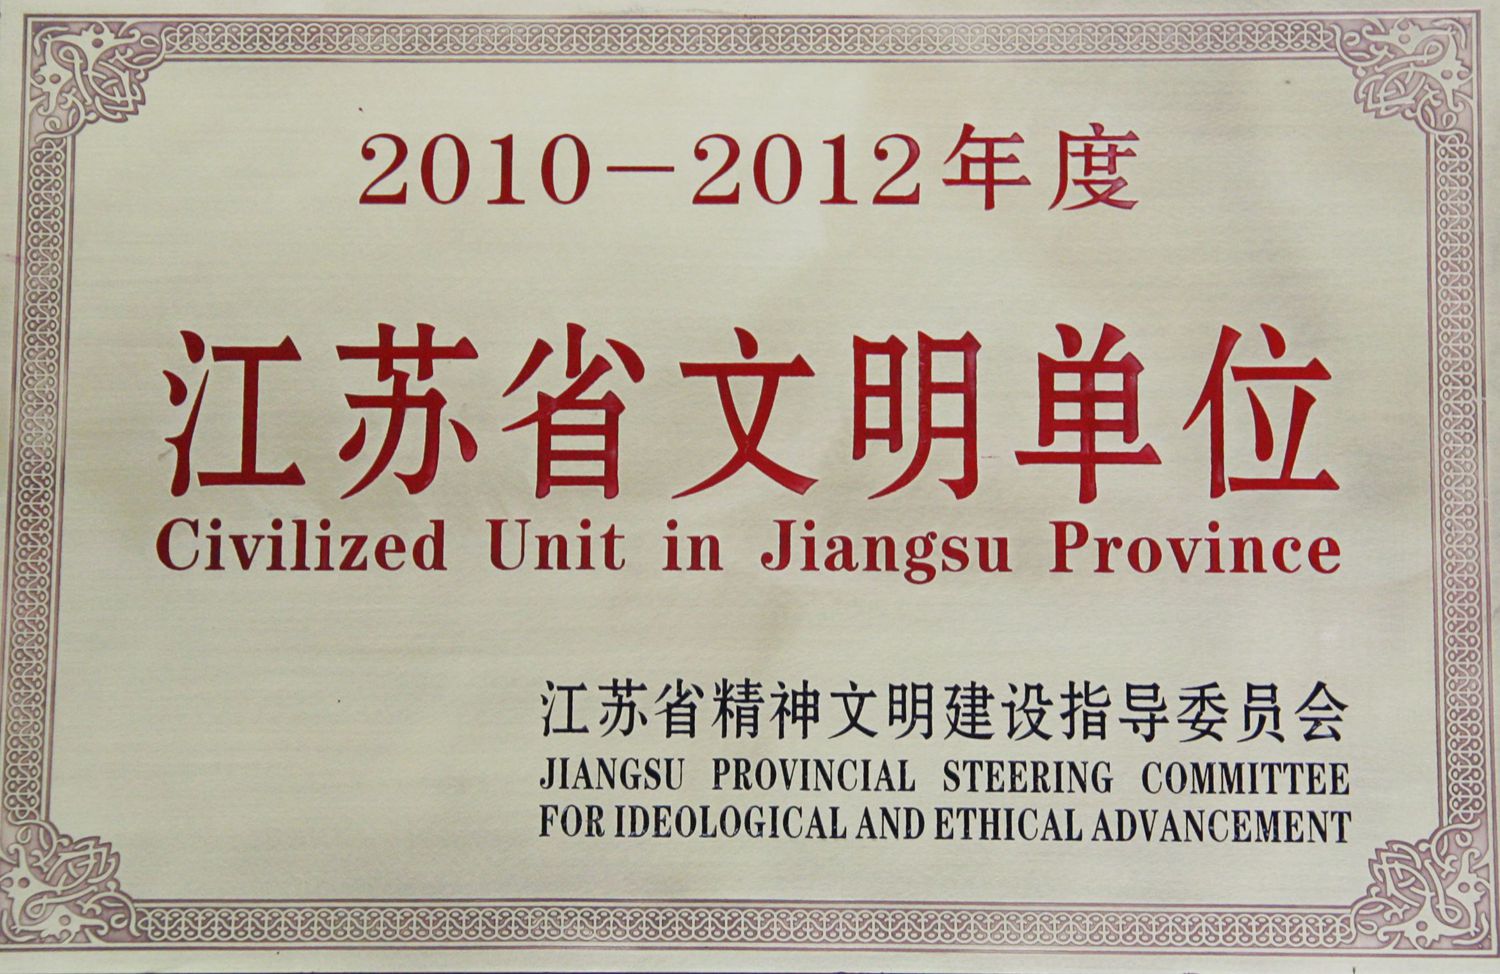 2010－2012年度
江苏省文明单位
Civilized Unit in Jiangsu Province
江苏省精神文明建设指导委员会
JIANGSU PROVINCIAL STEERING COMMITTEE
FOR IDEOLOGICAL AND ETHICAL ADVANCEMENT